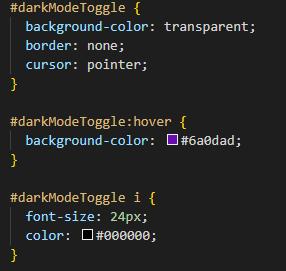 #darkModeToggle {
background-color: transparent;
border: none;
cursor: pointer;
}
#darkModeToggle:hover {
background-color: #6a0dad;
}
#darkModeToggle i {
font-size: 24px;
color: #000000;
}